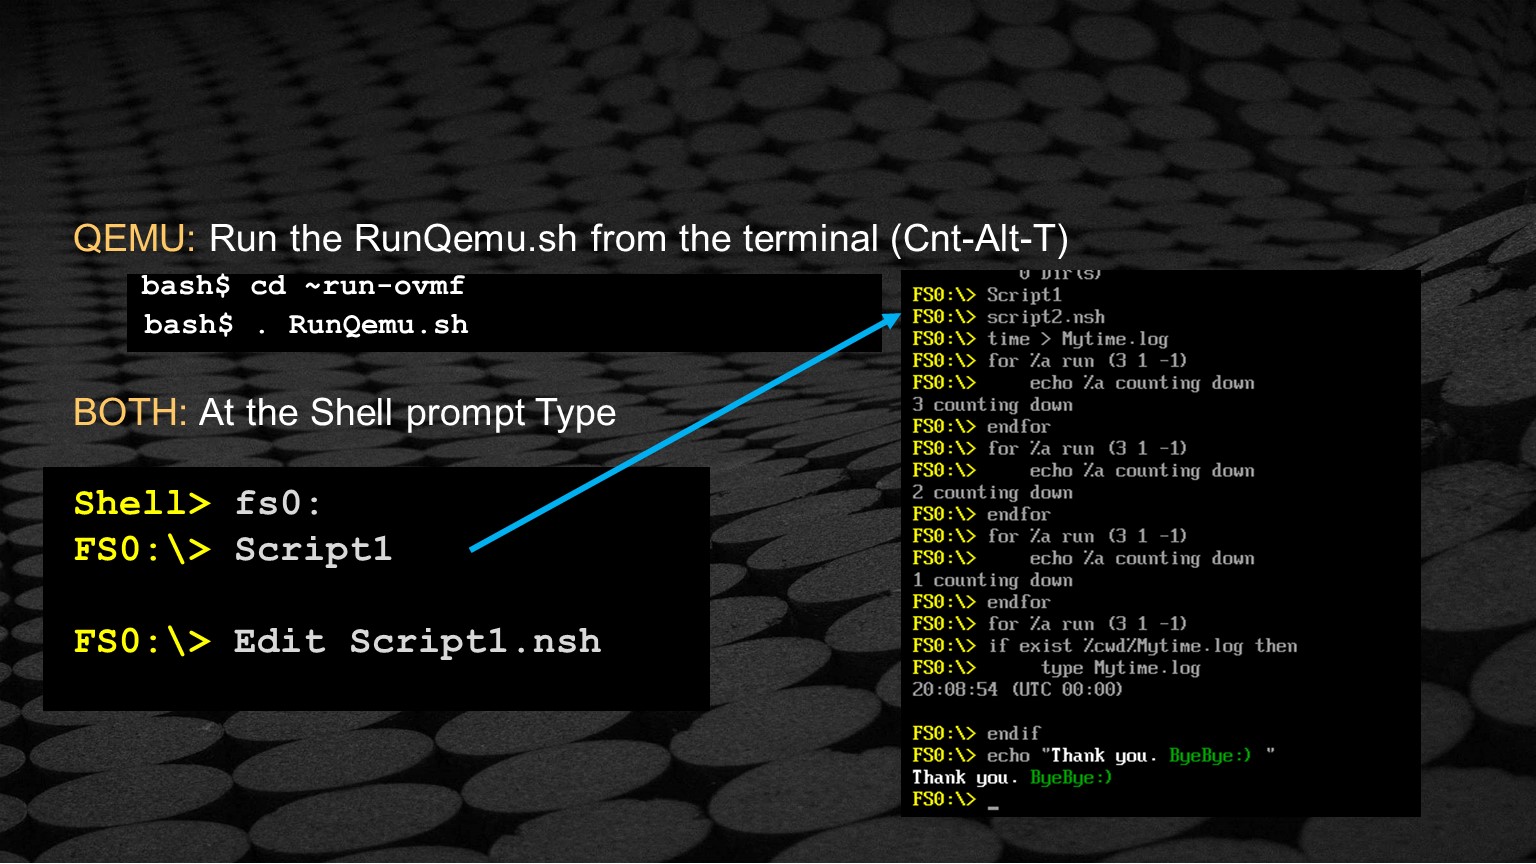 QEMU: Run the RunQemu.sh from the terminal (Cnt-Alt-T)
bash$ cd ~run-ovmf
bash$ . RunQemu.sh
BOTH: At the Shell prompt Type
Shell> fs0:
FS0:\> Script1
FS0:\> Edit Script1.nsh
0 Dir(s)
FS0:\> Script1
FS0:\> script2.nsh
FS0:\> time > Mytime.log
FS0:\> for %a run (3 1 -1)
FS0:\>     echo %a counting down
3 counting down
FS0:\> endfor
FS0:\> for %a run (3 1 -1)
FS0:\>     echo %a counting down
2 counting down
FS0:\> endfor
FS0:\> for %a run (3 1 -1)
FS0:\>     echo %a counting down
1 counting down
FS0:\> endfor
FS0:\> for %a run (3 1 -1)
FS0:\> if exist %cwd%Mytime.log then
FS0:\>      type Mytime.log
20:08:54 (UTC 00:00)
FS0:\> endif
FS0:\> echo "Thank you. ByeBye:) "
Thank you. ByeBye:)
FS0:\> _